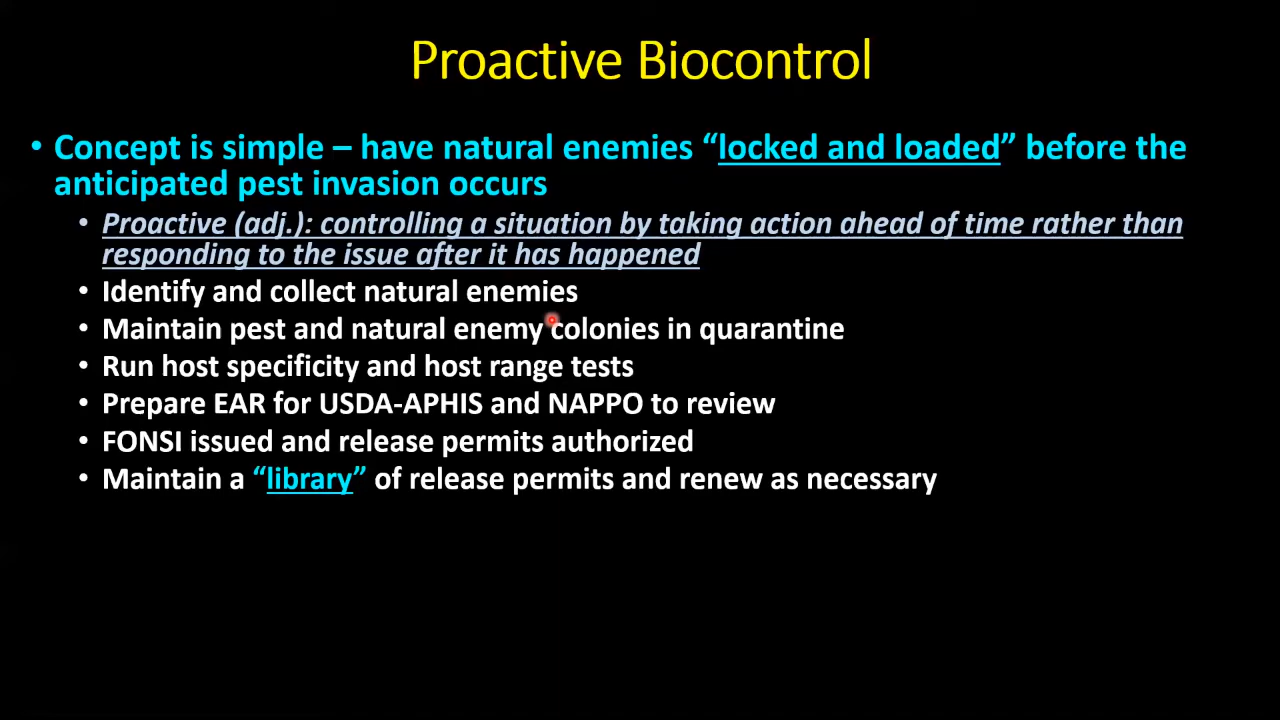 Proactive Biocontrol
• Concept is simple – have natural enemies “locked and loaded” before the
anticipated pest invasion occurs
• Proactive (adj.): controlling a situation by taking action ahead of time rather than
responding to the issue after it has happened
• Identify and collect natural enemies
• Maintain pest and natural enemy colonies in quarantine
• Run host specificity and host range tests
• Prepare EAR for USDA-APHIS and NAPPO to review
• FONSI issued and release permits authorized
• Maintain a “library” of release permits and renew as necessary